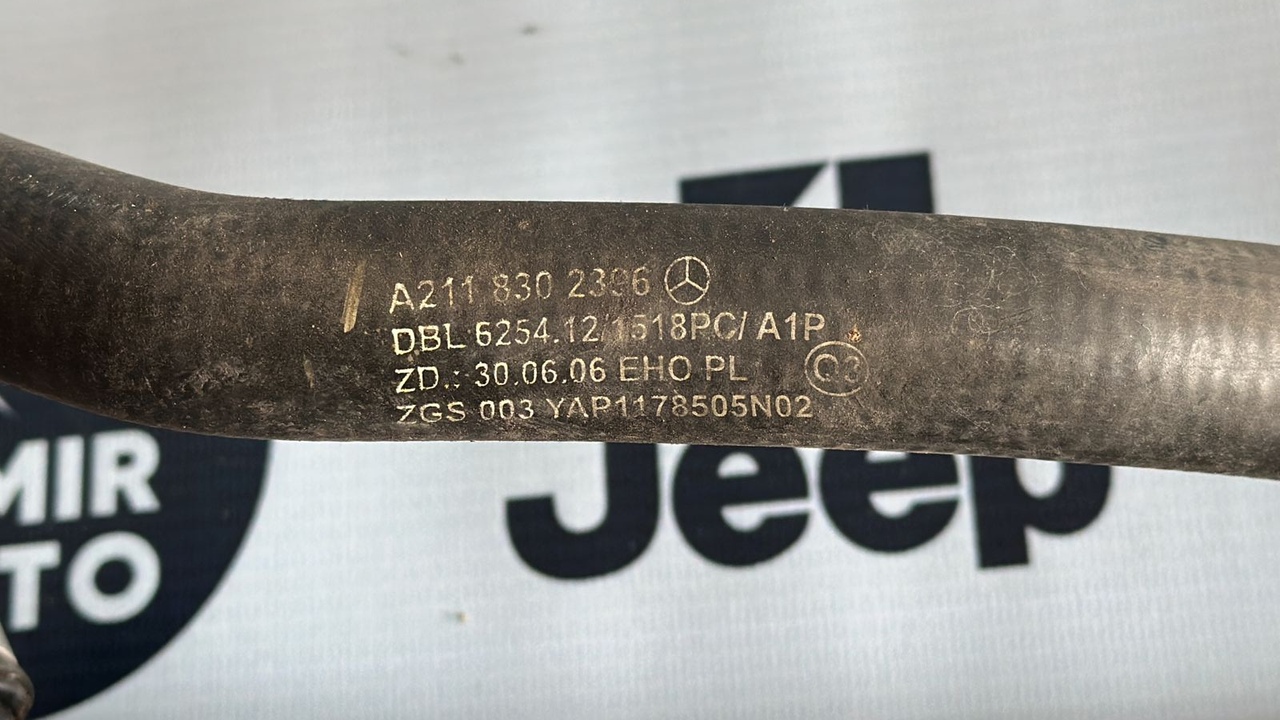 A211 830 2396
DBL 6254.12/1518PC/ A1P
ZD.: 30.06.06 EHO PL
ZGS 003 YAP1178505N02
MIR
TO
Jeep